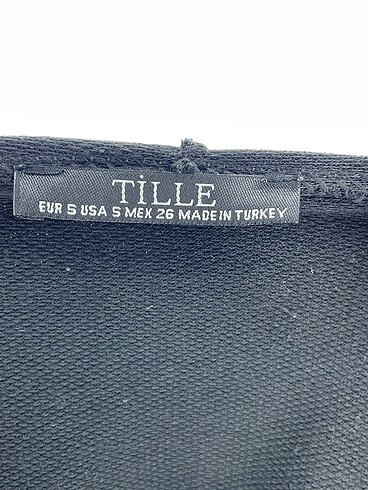 TİLLE
EUR S USA S MEX 26 MADE IN TURKEY